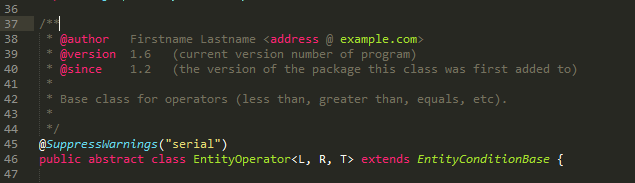 36
37 /**
38 * @author Firstname Lastname <address @ example.com>
39 * @version 1.6 (current version number of program)
40 * @since 1.2 (the version of the package this class was first added to)
41 *
42 * Base class for operators (less than, greater than, equals, etc).
43 *
44 */
45 @SuppressWarnings("serial")
46 public abstract class EntityOperator<L, R, T> extends EntityConditionBase {
47